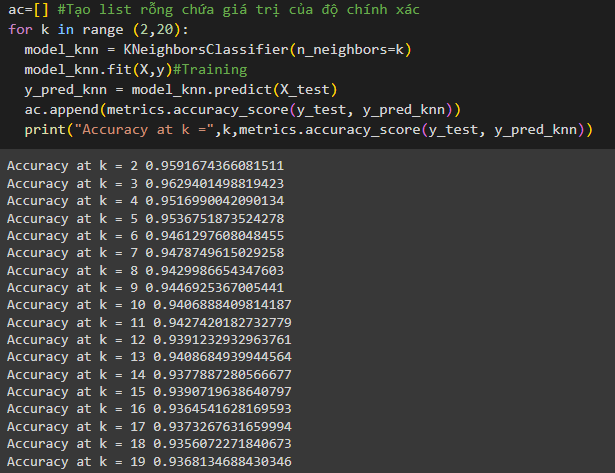 ac=[] #Tạo list rỗng chứa giá trị của độ chính xác
for k in range (2,20):
  model_knn = KNeighborsClassifier(n_neighbors=k)
  model_knn.fit(X,y)#Training
  y_pred_knn = model_knn.predict(X_test)
  ac.append(metrics.accuracy_score(y_test, y_pred_knn))
  print("Accuracy at k =",k,metrics.accuracy_score(y_test, y_pred_knn))
Accuracy at k = 2 0.9591674366081511
Accuracy at k = 3 0.9629401498819423
Accuracy at k = 4 0.9516990042090134
Accuracy at k = 5 0.9536751873524278
Accuracy at k = 6 0.9461297608048455
Accuracy at k = 7 0.9478749615029258
Accuracy at k = 8 0.9429986654347603
Accuracy at k = 9 0.9446925367005441
Accuracy at k = 10 0.9406888409814187
Accuracy at k = 11 0.9427420182732779
Accuracy at k = 12 0.9391232932963761
Accuracy at k = 13 0.9408684939944564
Accuracy at k = 14 0.9377887280566677
Accuracy at k = 15 0.9390719638640797
Accuracy at k = 16 0.9364541628169593
Accuracy at k = 17 0.9373267631659994
Accuracy at k = 18 0.9356072271840673
Accuracy at k = 19 0.9368134688430346